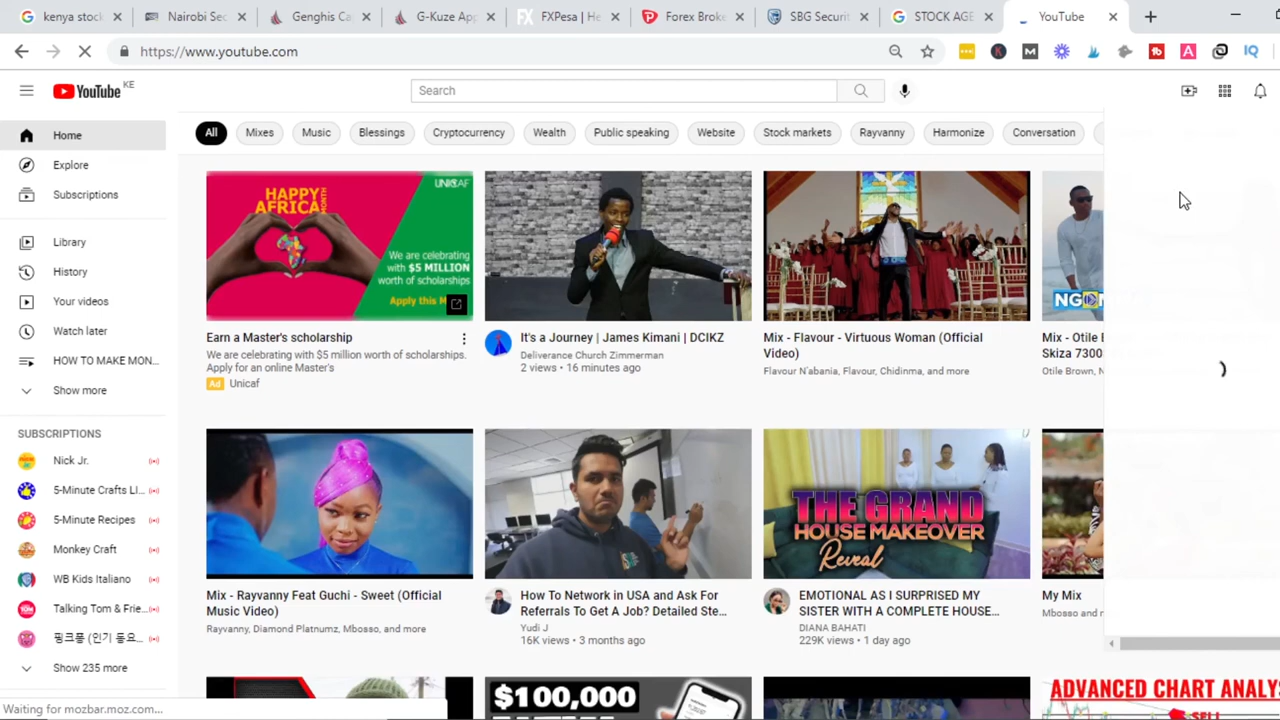 kenya stock
Nairobi Sec
Genghis Ca
G-Kuze App
FXPesa | He
Forex Broke
SBG Securit
STOCK AGE
YouTube
https://www.youtube.com
YouTube KE
Search
Home
Explore
Subscriptions
Library
History
Your videos
Watch later
HOW TO MAKE MON...
Show more
SUBSCRIPTIONS
Nick Jr.
5-Minute Crafts LI...
5-Minute Recipes
Monkey Craft
WB Kids Italiano
Talking Tom & Frie...
핑크퐁 (인기 동요...
Show 235 more
All
Mixes
Music
Blessings
Cryptocurrency
Wealth
Public speaking
Website
Stock markets
Rayvanny
Harmonize
Conversation
HAPPY
AFRICA
MONTH
UNICAF
We are celebrating
with $5 MILLION
worth of scholarships
Apply this M
Earn a Master's scholarship
We are celebrating with $5 million worth of scholarships.
Apply for an online Master's
Ad Unicaf
It's a Journey | James Kimani | DCIKZ
Deliverance Church Zimmerman
2 views • 16 minutes ago
Mix - Flavour - Virtuous Woman (Official
Video)
Flavour N'abania, Flavour, Chidinma, and more
Mix - Otile B
Skiza 7300
Otile Brown, N
Mix - Rayvanny Feat Guchi - Sweet (Official
Music Video)
Rayvanny, Diamond Platnumz, Mbosso, and more
How To Network in USA and Ask For
Referrals To Get A Job? Detailed Ste...
Yudi J
16K views • 3 months ago
THE GRAND
HOUSE MAKEOVER
Reveal
EMOTIONAL AS I SURPRISED MY
SISTER WITH A COMPLETE HOUSE...
DIANA BAHATI
229K views • 1 day ago
My Mix
Mbosso and m
$100,000
ADVANCED CHART ANALYS
SELL
Waiting for mozbar.moz.com...